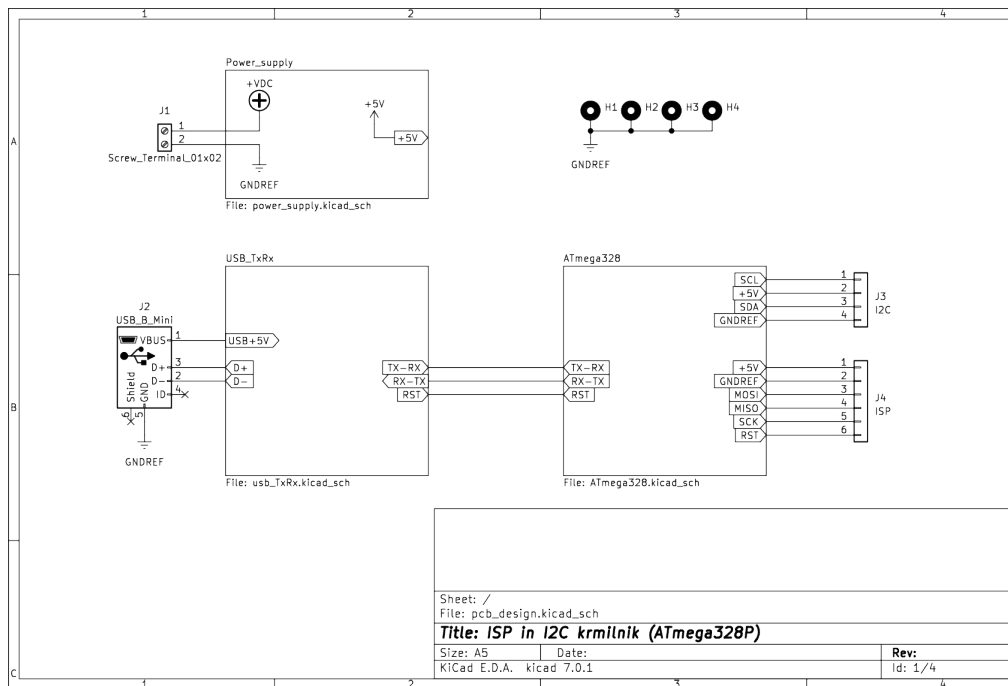 1 2 3 4
A
B
C
Power_supply
+VDC
+5V
+5V
GNDREF
File: power_supply.kicad_sch
J1
1
2
Screw_Terminal_01x02
H1 H2 H3 H4
GNDREF
USB_TxRx
USB+5V
D+
D-
TX-RX
RX-TX
RST
File: usb_TxRx.kicad_sch
J2
USB_B_Mini
VBUS 1
D+ 3
D- 2
ID 4
Shield
GND
6
5
GNDREF
ATmega328
TX-RX
RX-TX
RST
SCL 1
+5V 2
SDA 3
GNDREF 4
J3
I2C
+5V 1
GNDREF 2
MOSI 3
MISO 4
SCK 5
RST 6
J4
ISP
File: ATmega328.kicad_sch
Sheet: /
File: pcb_design.kicad_sch
Title: ISP in I2C krmilnik (ATmega328P)
Size: A5 Date: Rev:
KiCad E.D.A. kicad 7.0.1 Id: 1/4
1 2 3 4